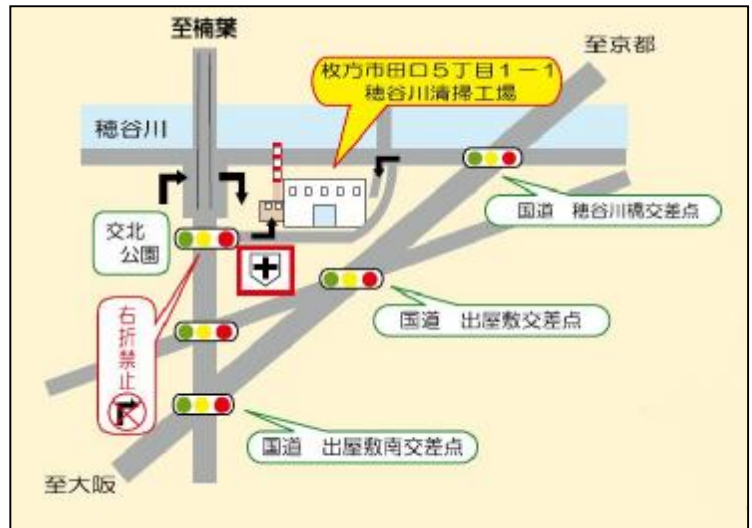 至楠葉
至京都
枚方市田口5丁目1-1
穂谷川清掃工場
穂谷川
国道 穂谷川橋交差点
交北
公園
国道 出屋敷交差点
右折禁止
国道 出屋敷南交差点
至大阪